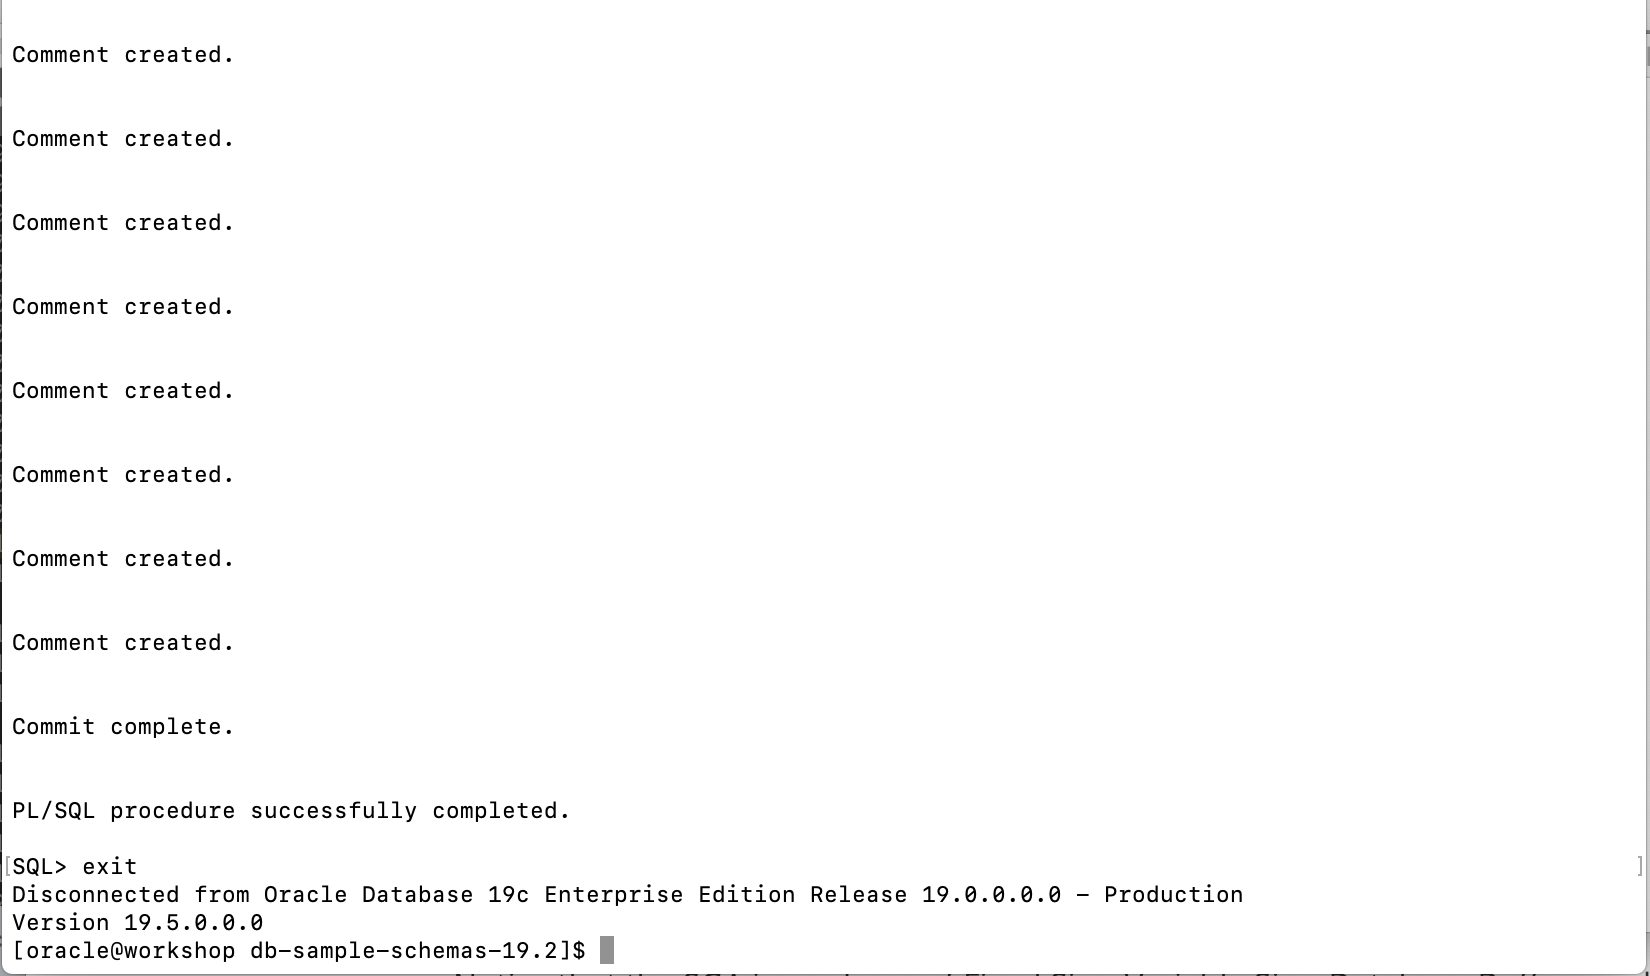 Comment created.
Comment created.
Comment created.
Comment created.
Comment created.
Comment created.
Comment created.
Comment created.
Commit complete.
PL/SQL procedure successfully completed.
[SQL> exit ]
Disconnected from Oracle Database 19c Enterprise Edition Release 19.0.0.0.0 - Production
Version 19.5.0.0.0
[oracle@workshop db-sample-schemas-19.2]$